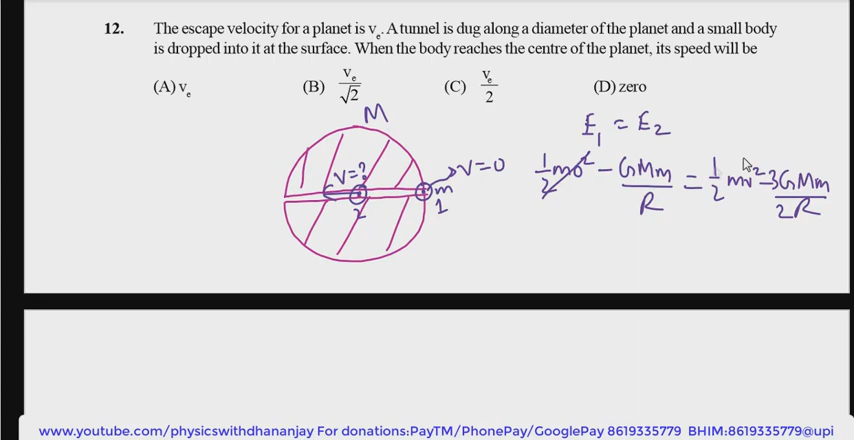 12. The escape velocity for a planet is vₑ. A tunnel is dug along a diameter of the planet and a small body
is dropped into it at the surface. When the body reaches the centre of the planet, its speed will be
(A) vₑ (B) vₑ/√2 (C) vₑ/2 (D) zero
M
E₁ = E₂
V=? V=0 m 1 2
½m0² - GMm/R = ½mv² - 3GMm/2R
www.youtube.com/physicswithdhananjay For donations:PayTM/PhonePay/GooglePay 8619335779 BHIM:8619335779@upi